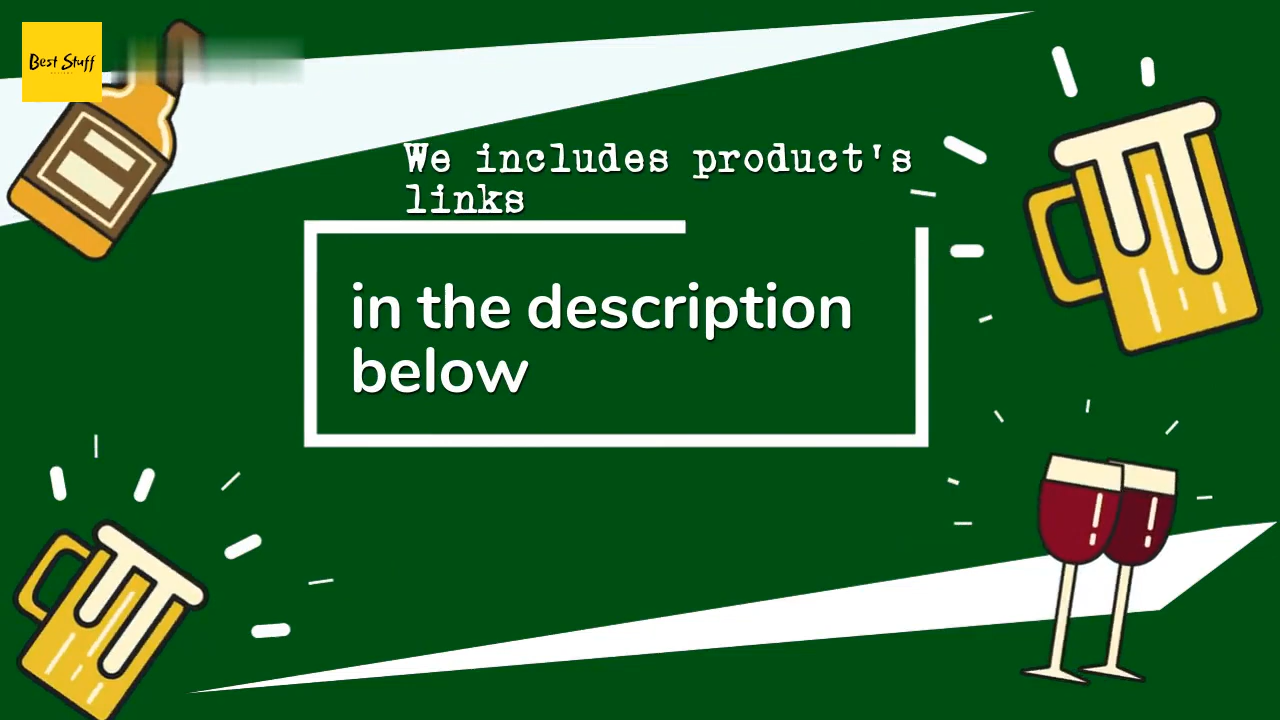 Best Stuff
We includes product's
links
in the description
below